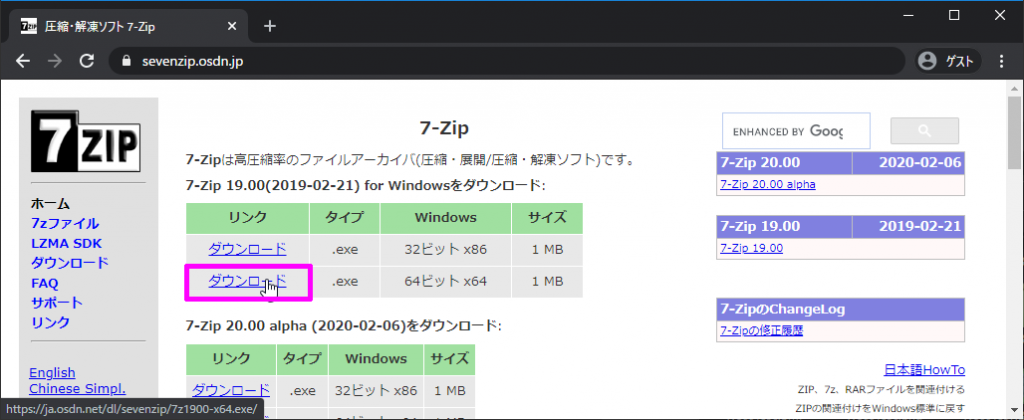 圧縮・解凍ソフト 7-Zip
sevenzip.osdn.jp
ゲスト
7ZIP
ホーム
7zファイル
LZMA SDK
ダウンロード
FAQ
サポート
リンク
English
Chinese Simpl.
7-Zip
7-Zipは高圧縮率のファイルアーカイバ(圧縮・展開/圧縮・解凍ソフト)です。
7-Zip 19.00(2019-02-21) for Windowsをダウンロード:
リンク タイプ Windows サイズ
ダウンロード .exe 32ビット x86 1 MB
ダウンロード .exe 64ビット x64 1 MB
7-Zip 20.00 alpha (2020-02-06)をダウンロード:
リンク タイプ Windows サイズ
ダウンロード .exe 32ビット x86 1 MB
ENHANCED BY Goog
7-Zip 20.00 2020-02-06
7-Zip 20.00 alpha
7-Zip 19.00 2019-02-21
7-Zip 19.00
7-ZipのChangeLog
7-Zipの修正履歴
日本語HowTo
ZIP、7z、RARファイルを関連付ける
ZIPの関連付けをWindows標準に戻す
https://ja.osdn.net/dl/sevenzip/7z1900-x64.exe/